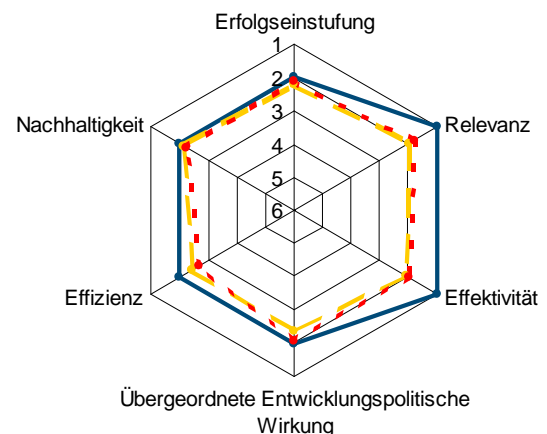 Erfolgseinstufung
1
2
3
4
5
6
Nachhaltigkeit
Relevanz
Effizienz
Effektivität
Übergeordnete Entwicklungspolitische
Wirkung